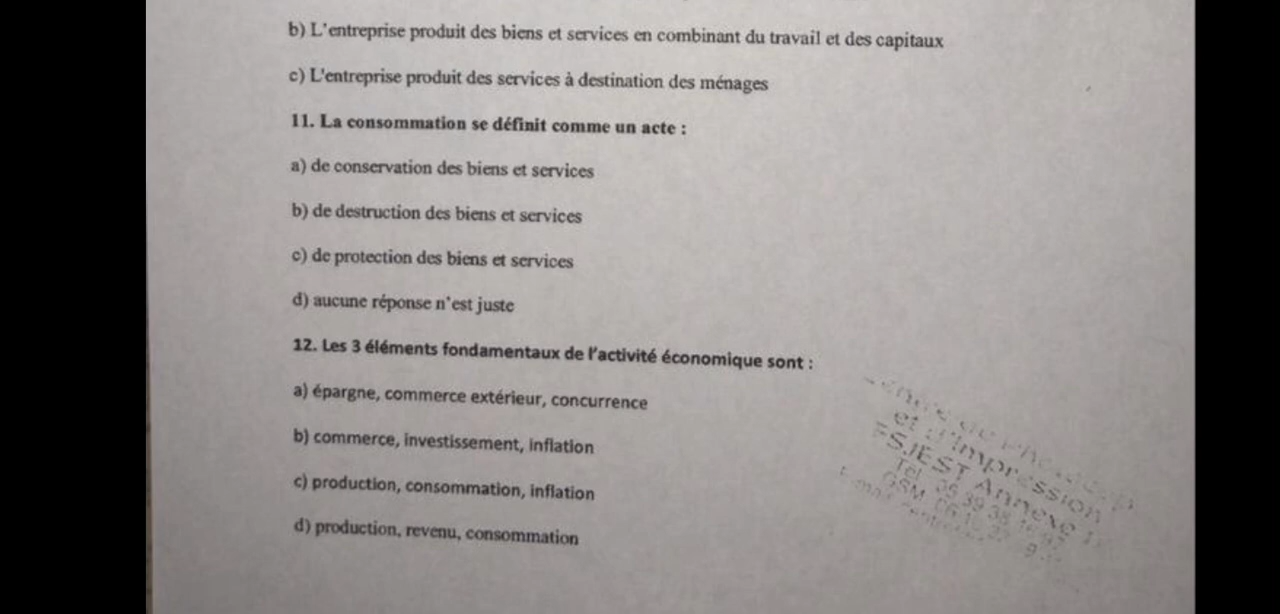 b) L'entreprise produit des biens et services en combinant du travail et des capitaux
c) L'entreprise produit des services à destination des ménages
11. La consommation se définit comme un acte :
a) de conservation des biens et services
b) de destruction des biens et services
c) de protection des biens et services
d) aucune réponse n'est juste
12. Les 3 éléments fondamentaux de l'activité économique sont :
a) épargne, commerce extérieur, concurrence
b) commerce, investissement, inflation
c) production, consommation, inflation
d) production, revenu, consommation
et d'Impression
FSJEST Annexe
Tél
GSM